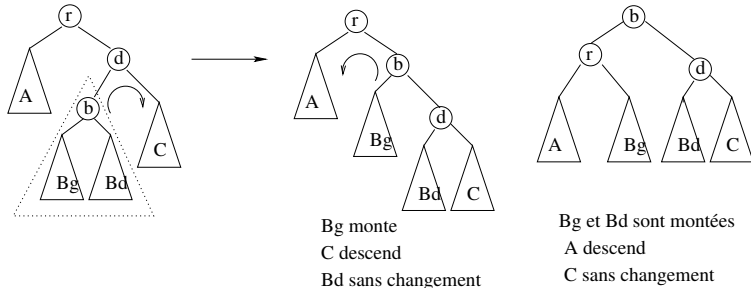 r
d
A
b
C
Bg
Bd
r
b
A
Bg
d
Bd
C
Bg monte
C descend
Bd sans changement
b
r
d
A
Bg
Bd
C
Bg et Bd sont montées
A descend
C sans changement